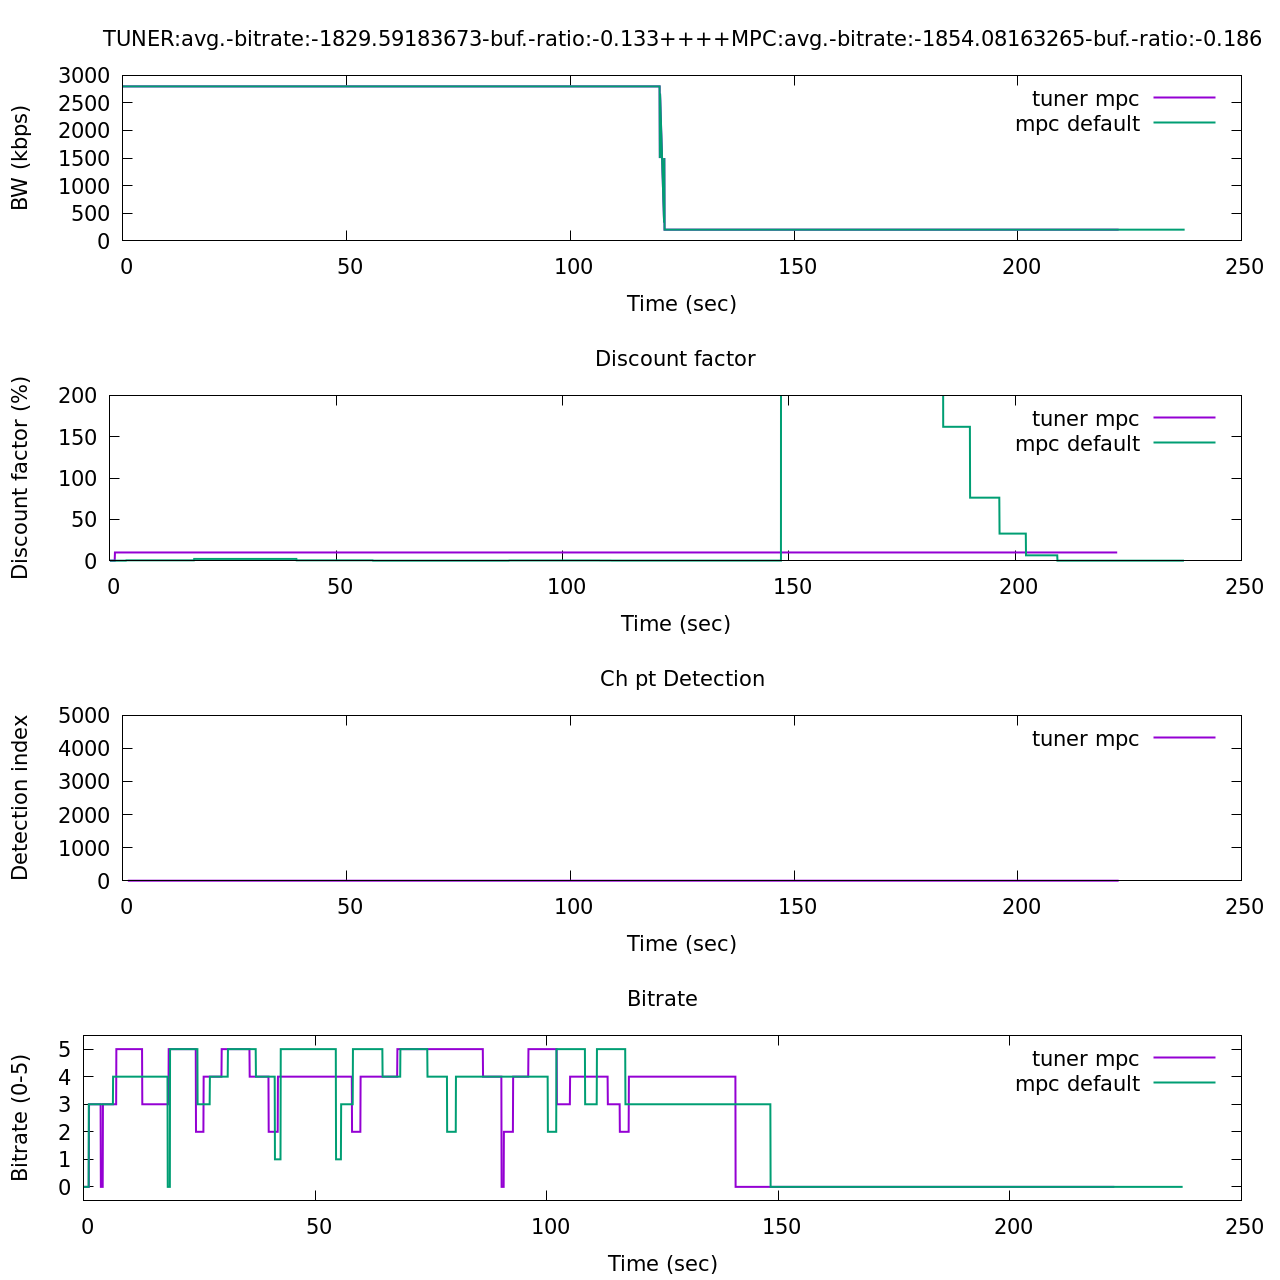 TUNER:avg.-bitrate:-1829.59183673-buf.-ratio:-0.133++++MPC:avg.-bitrate:-1854.08163265-buf.-ratio:-0.186
BW (kbps)
3000
2500
2000
1500
1000
500
0
tuner mpc
mpc default
0 50 100 150 200 250
Time (sec)
Discount factor
Discount factor (%)
200
150
100
50
0
tuner mpc
mpc default
0 50 100 150 200 250
Time (sec)
Ch pt Detection
Detection index
5000
4000
3000
2000
1000
0
tuner mpc
0 50 100 150 200 250
Time (sec)
Bitrate
Bitrate (0-5)
5
4
3
2
1
0
tuner mpc
mpc default
0 50 100 150 200 250
Time (sec)